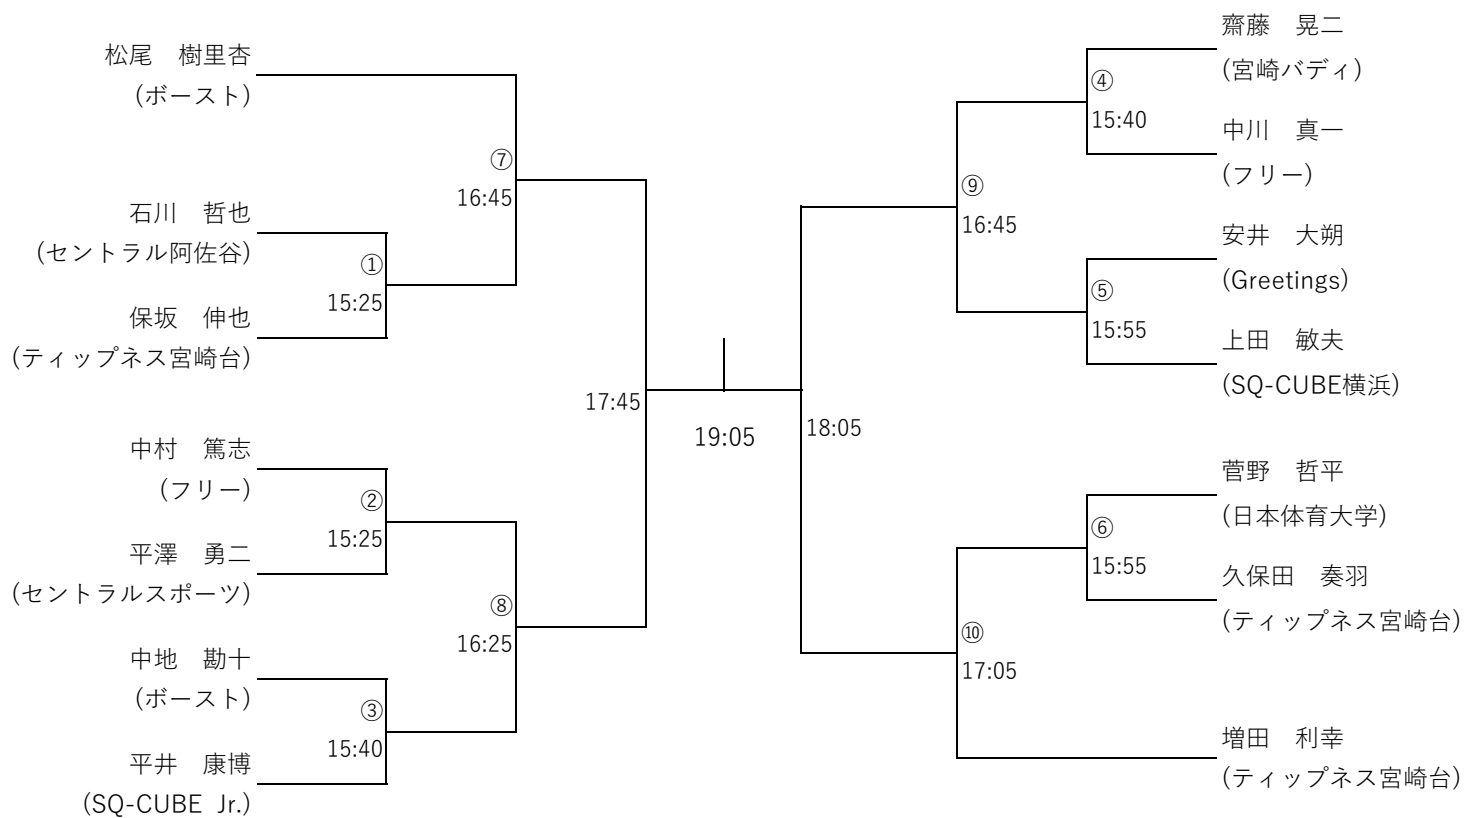 松尾　樹里杏
(ボースト)
⑦
16:45
石川　哲也
(セントラル阿佐谷)
①
15:25
保坂　伸也
(ティップネス宮崎台)
17:45
中村　篤志
(フリー)
②
15:25
平澤　勇二
(セントラルスポーツ)
⑧
16:25
中地　勘十
(ボースト)
③
15:40
平井　康博
(SQ-CUBE Jr.)
19:05
齋藤　晃二
(宮崎バディ)
④
15:40
中川　真一
(フリー)
⑨
16:45
安井　大朔
(Greetings)
⑤
15:55
上田　敏夫
(SQ-CUBE横浜)
18:05
菅野　哲平
(日本体育大学)
⑥
15:55
久保田　奏羽
(ティップネス宮崎台)
⑩
17:05
増田　利幸
(ティップネス宮崎台)